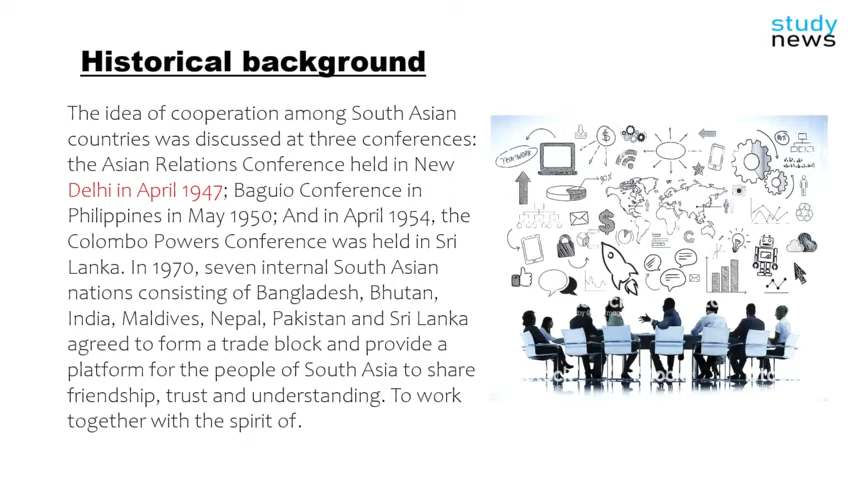 study
news
Historical background
The idea of cooperation among South Asian
countries was discussed at three conferences:
the Asian Relations Conference held in New
Delhi in April 1947; Baguio Conference in
Philippines in May 1950; And in April 1954, the
Colombo Powers Conference was held in Sri
Lanka. In 1970, seven internal South Asian
nations consisting of Bangladesh, Bhutan,
India, Maldives, Nepal, Pakistan and Sri Lanka
agreed to form a trade block and provide a
platform for the people of South Asia to share
friendship, trust and understanding. To work
together with the spirit of.